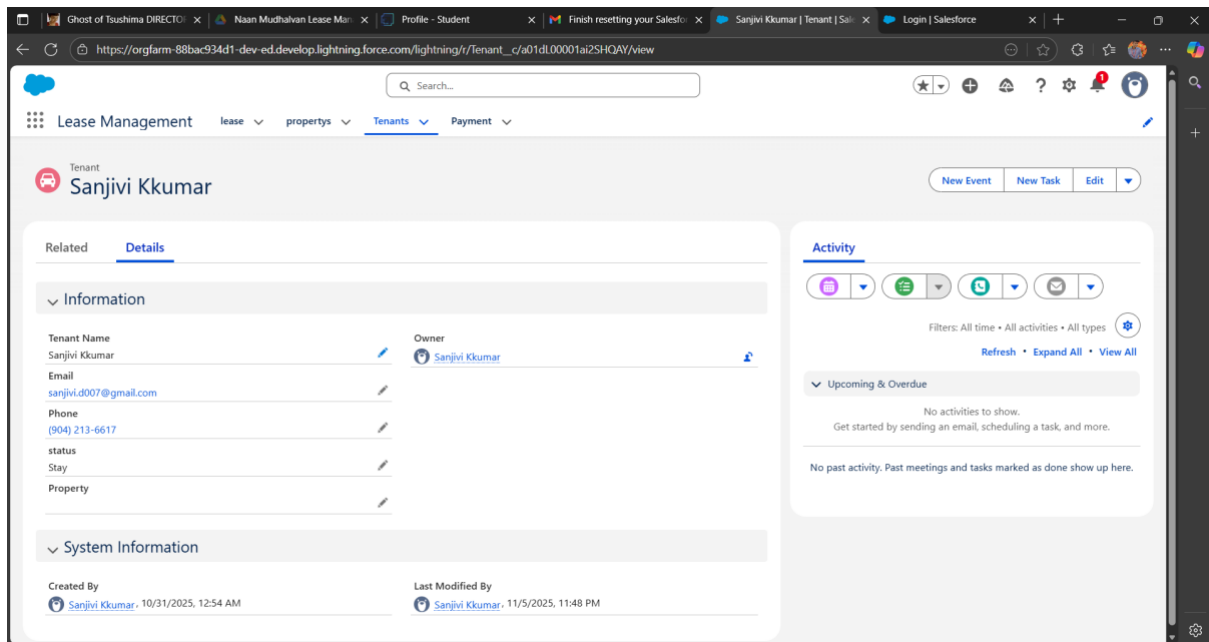 Ghost of Tsushima DIRECTO
Naan Mudhalvan Lease Man
Profile - Student
Finish resetting your Salesfo
Sanjivi Kkumar | Tenant | Sale
Login | Salesforce
https://orgfarm-88bac934d1-dev-ed.develop.lightning.force.com/lightning/r/Tenant__c/a01dL00001ai2SHQAY/view
Search...
1
Lease Management
lease
propertys
Tenants
Payment
Tenant
Sanjivi Kkumar
New Event
New Task
Edit
Related
Details
Information
Tenant Name
Sanjivi Kkumar
Owner
Sanjivi Kkumar
Email
sanjivi.d007@gmail.com
Phone
(904) 213-6617
status
Stay
Property
System Information
Created By
Sanjivi Kkumar, 10/31/2025, 12:54 AM
Last Modified By
Sanjivi Kkumar, 11/5/2025, 11:48 PM
Activity
Filters: All time • All activities • All types
Refresh • Expand All • View All
Upcoming & Overdue
No activities to show.
Get started by sending an email, scheduling a task, and more.
No past activity. Past meetings and tasks marked as done show up here.